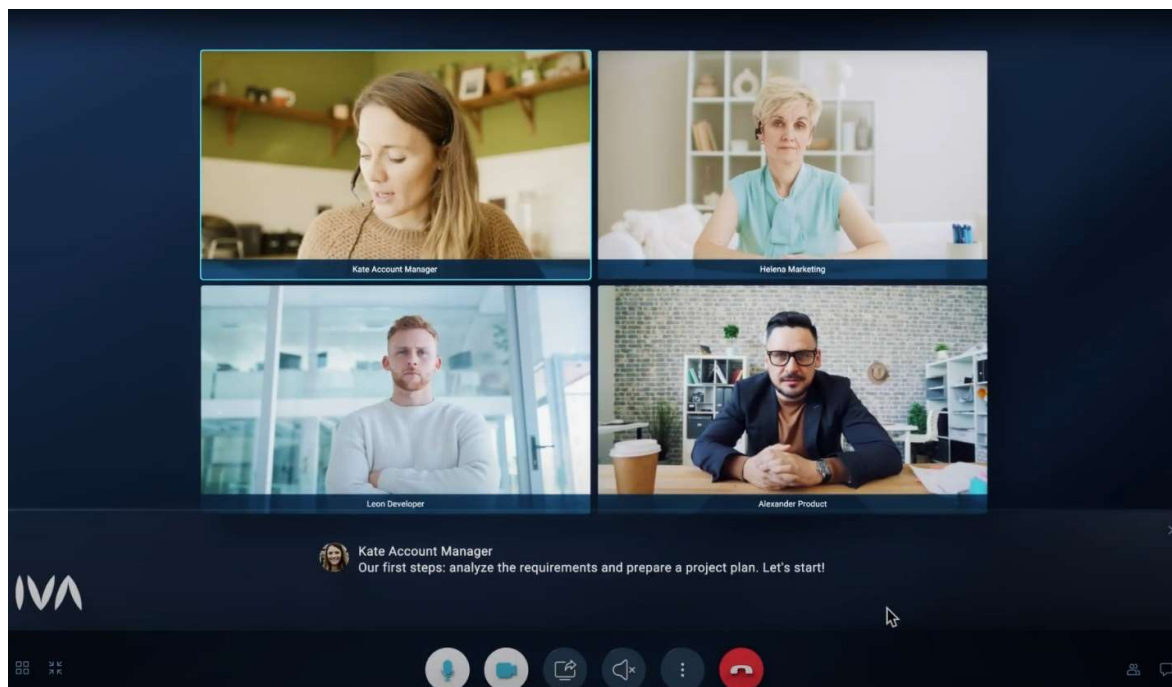 Kate Account Manager
Helena Marketing
Leon Developer
Alexander Product
Kate Account Manager
Our first steps: analyze the requirements and prepare a project plan. Let's start!
IVA